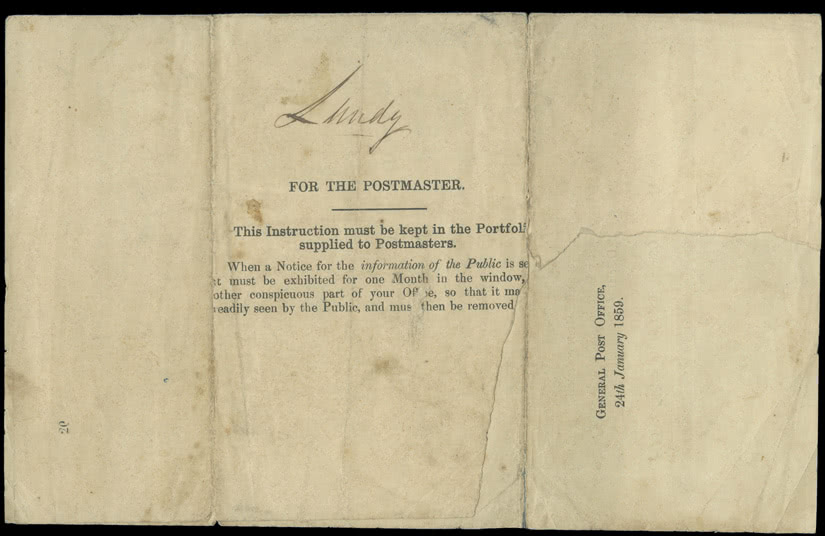 Lundy
FOR THE POSTMASTER.
This Instruction must be kept in the Portfoli
supplied to Postmasters.
When a Notice for the information of the Public is se
it must be exhibited for one Month in the window,
other conspicuous part of your Of ce, so that it ma
readily seen by the Public, and mus then be removed
GENERAL POST OFFICE,
24th January 1859.
20